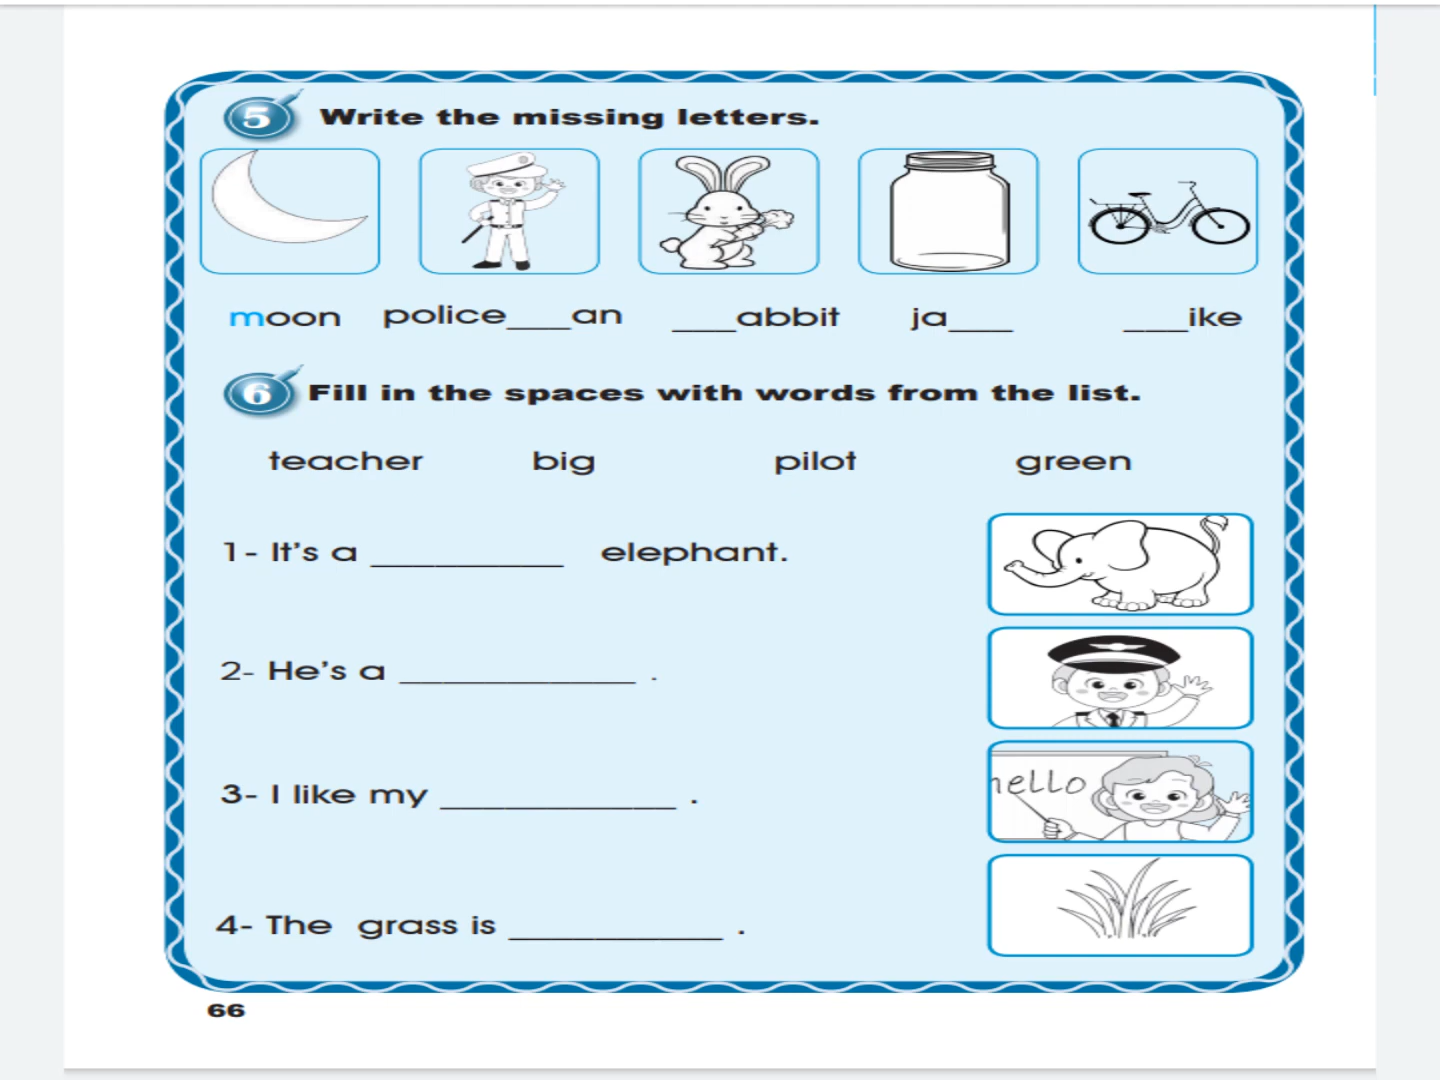 5 Write the missing letters.
moon police___an ___abbit ja___ ___ike
6 Fill in the spaces with words from the list.
teacher big pilot green
1- It's a _________ elephant.
2- He's a ___________ .
3- I like my ___________ .
hello
4- The grass is __________ .
66